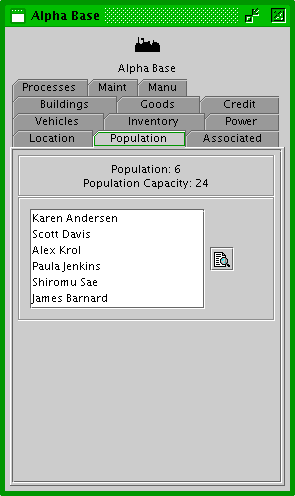 Alpha Base
Alpha Base
Processes Maint Manu
Buildings Goods Credit
Vehicles Inventory Power
Location Population Associated
Population: 6
Population Capacity: 24
Karen Andersen
Scott Davis
Alex Krol
Paula Jenkins
Shiromu Sae
James Barnard